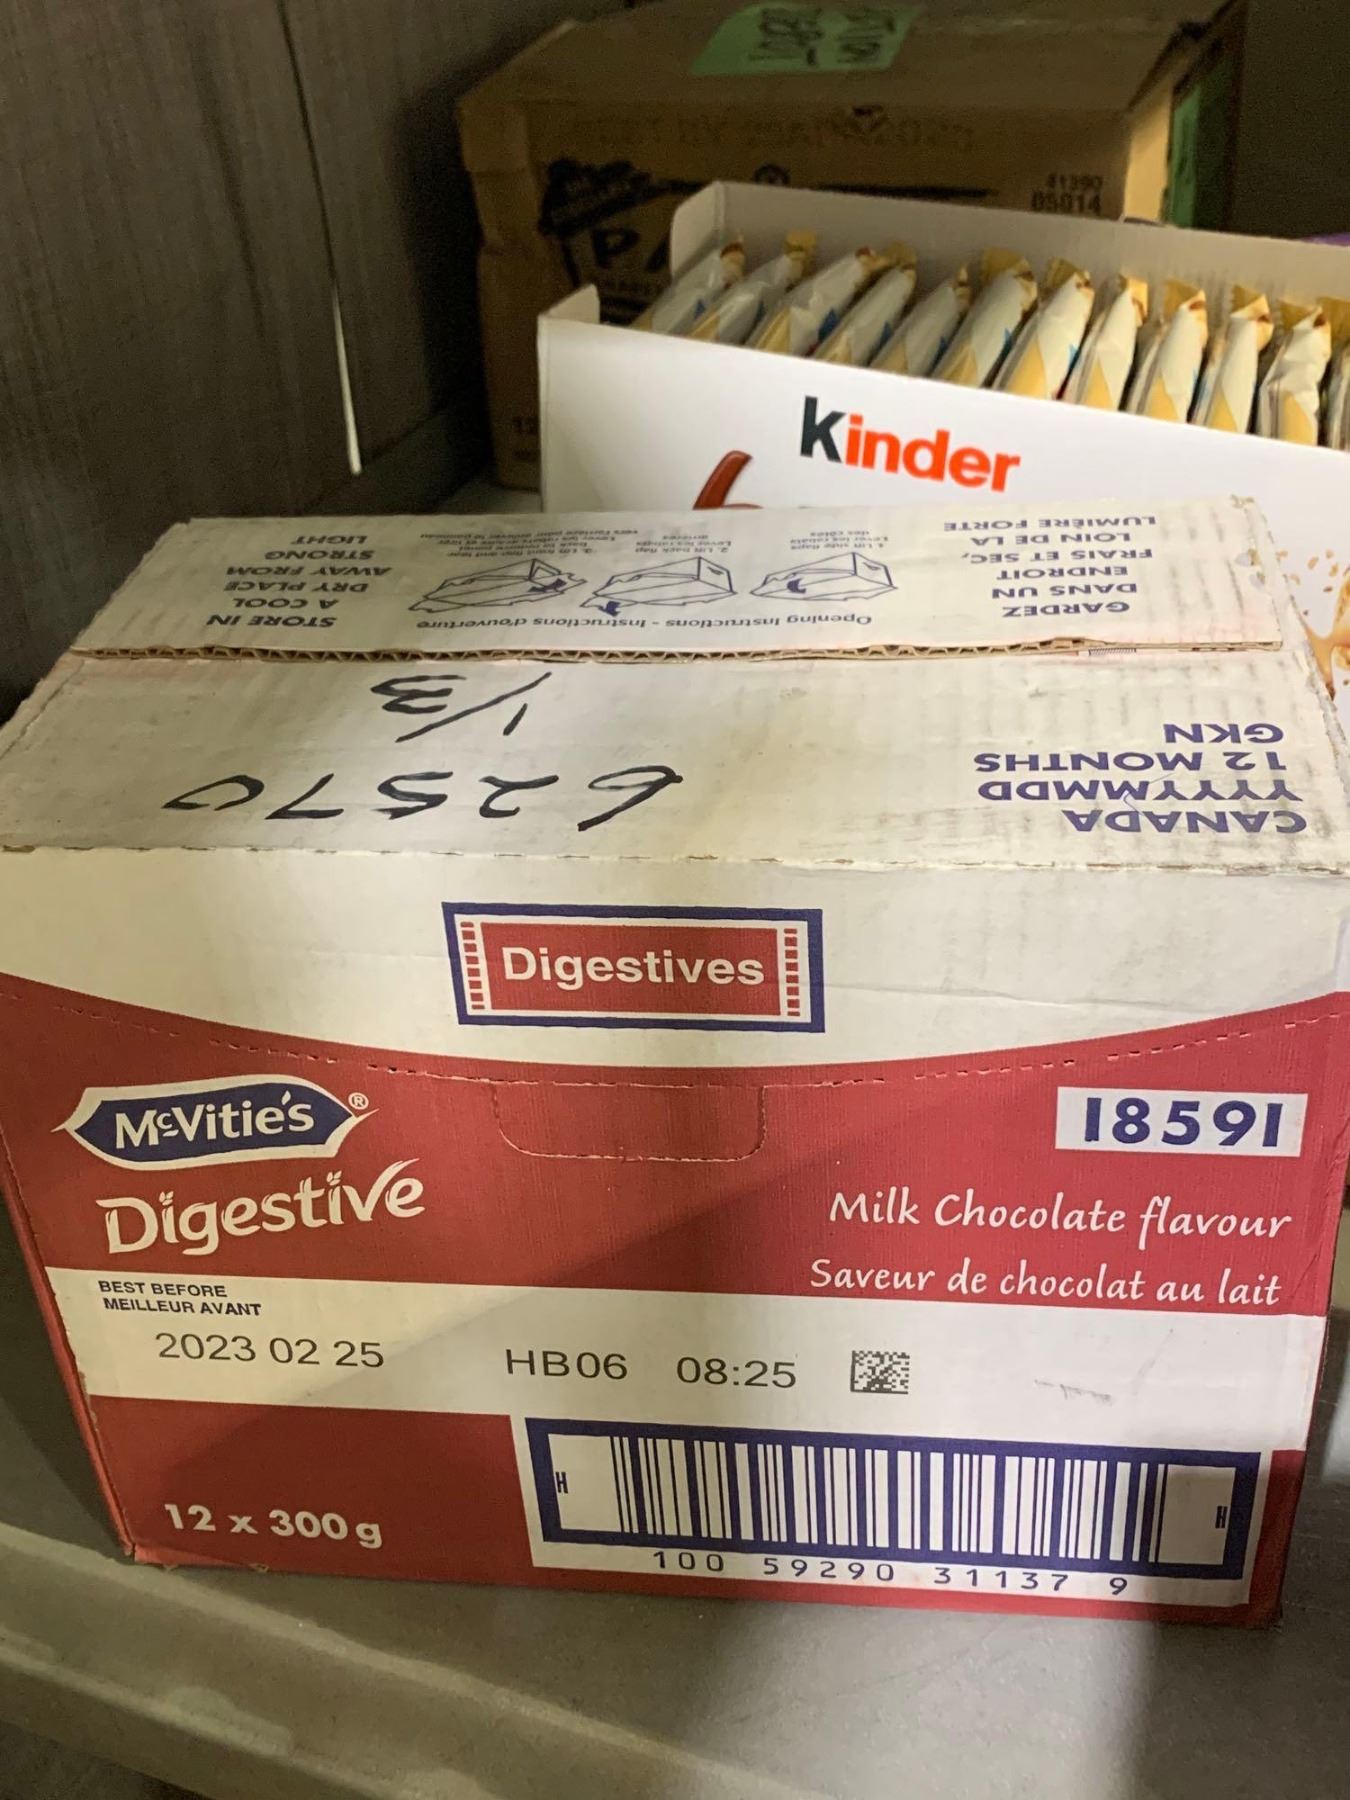 41390
05014
Kinder
LUMIÈRE FORTE
LOIN DE LA
FRAIS ET SEC,
ENDROIT
DANS UN
GARDEZ
LIGHT
STRONG
AWAY FROM
DRY PLACE
A COOL
STORE IN
Opening Instructions - Instructions d'ouverture
1/3
62570
GKN
12 MONTHS
YYYYMMDD
CANADA
Digestives
McVitie's®
Digestive
18591
Milk Chocolate flavour
Saveur de chocolat au lait
BEST BEFORE
MEILLEUR AVANT
2023 02 25 HB06 08:25
12 x 300 g
H H
100 59290 31137 9